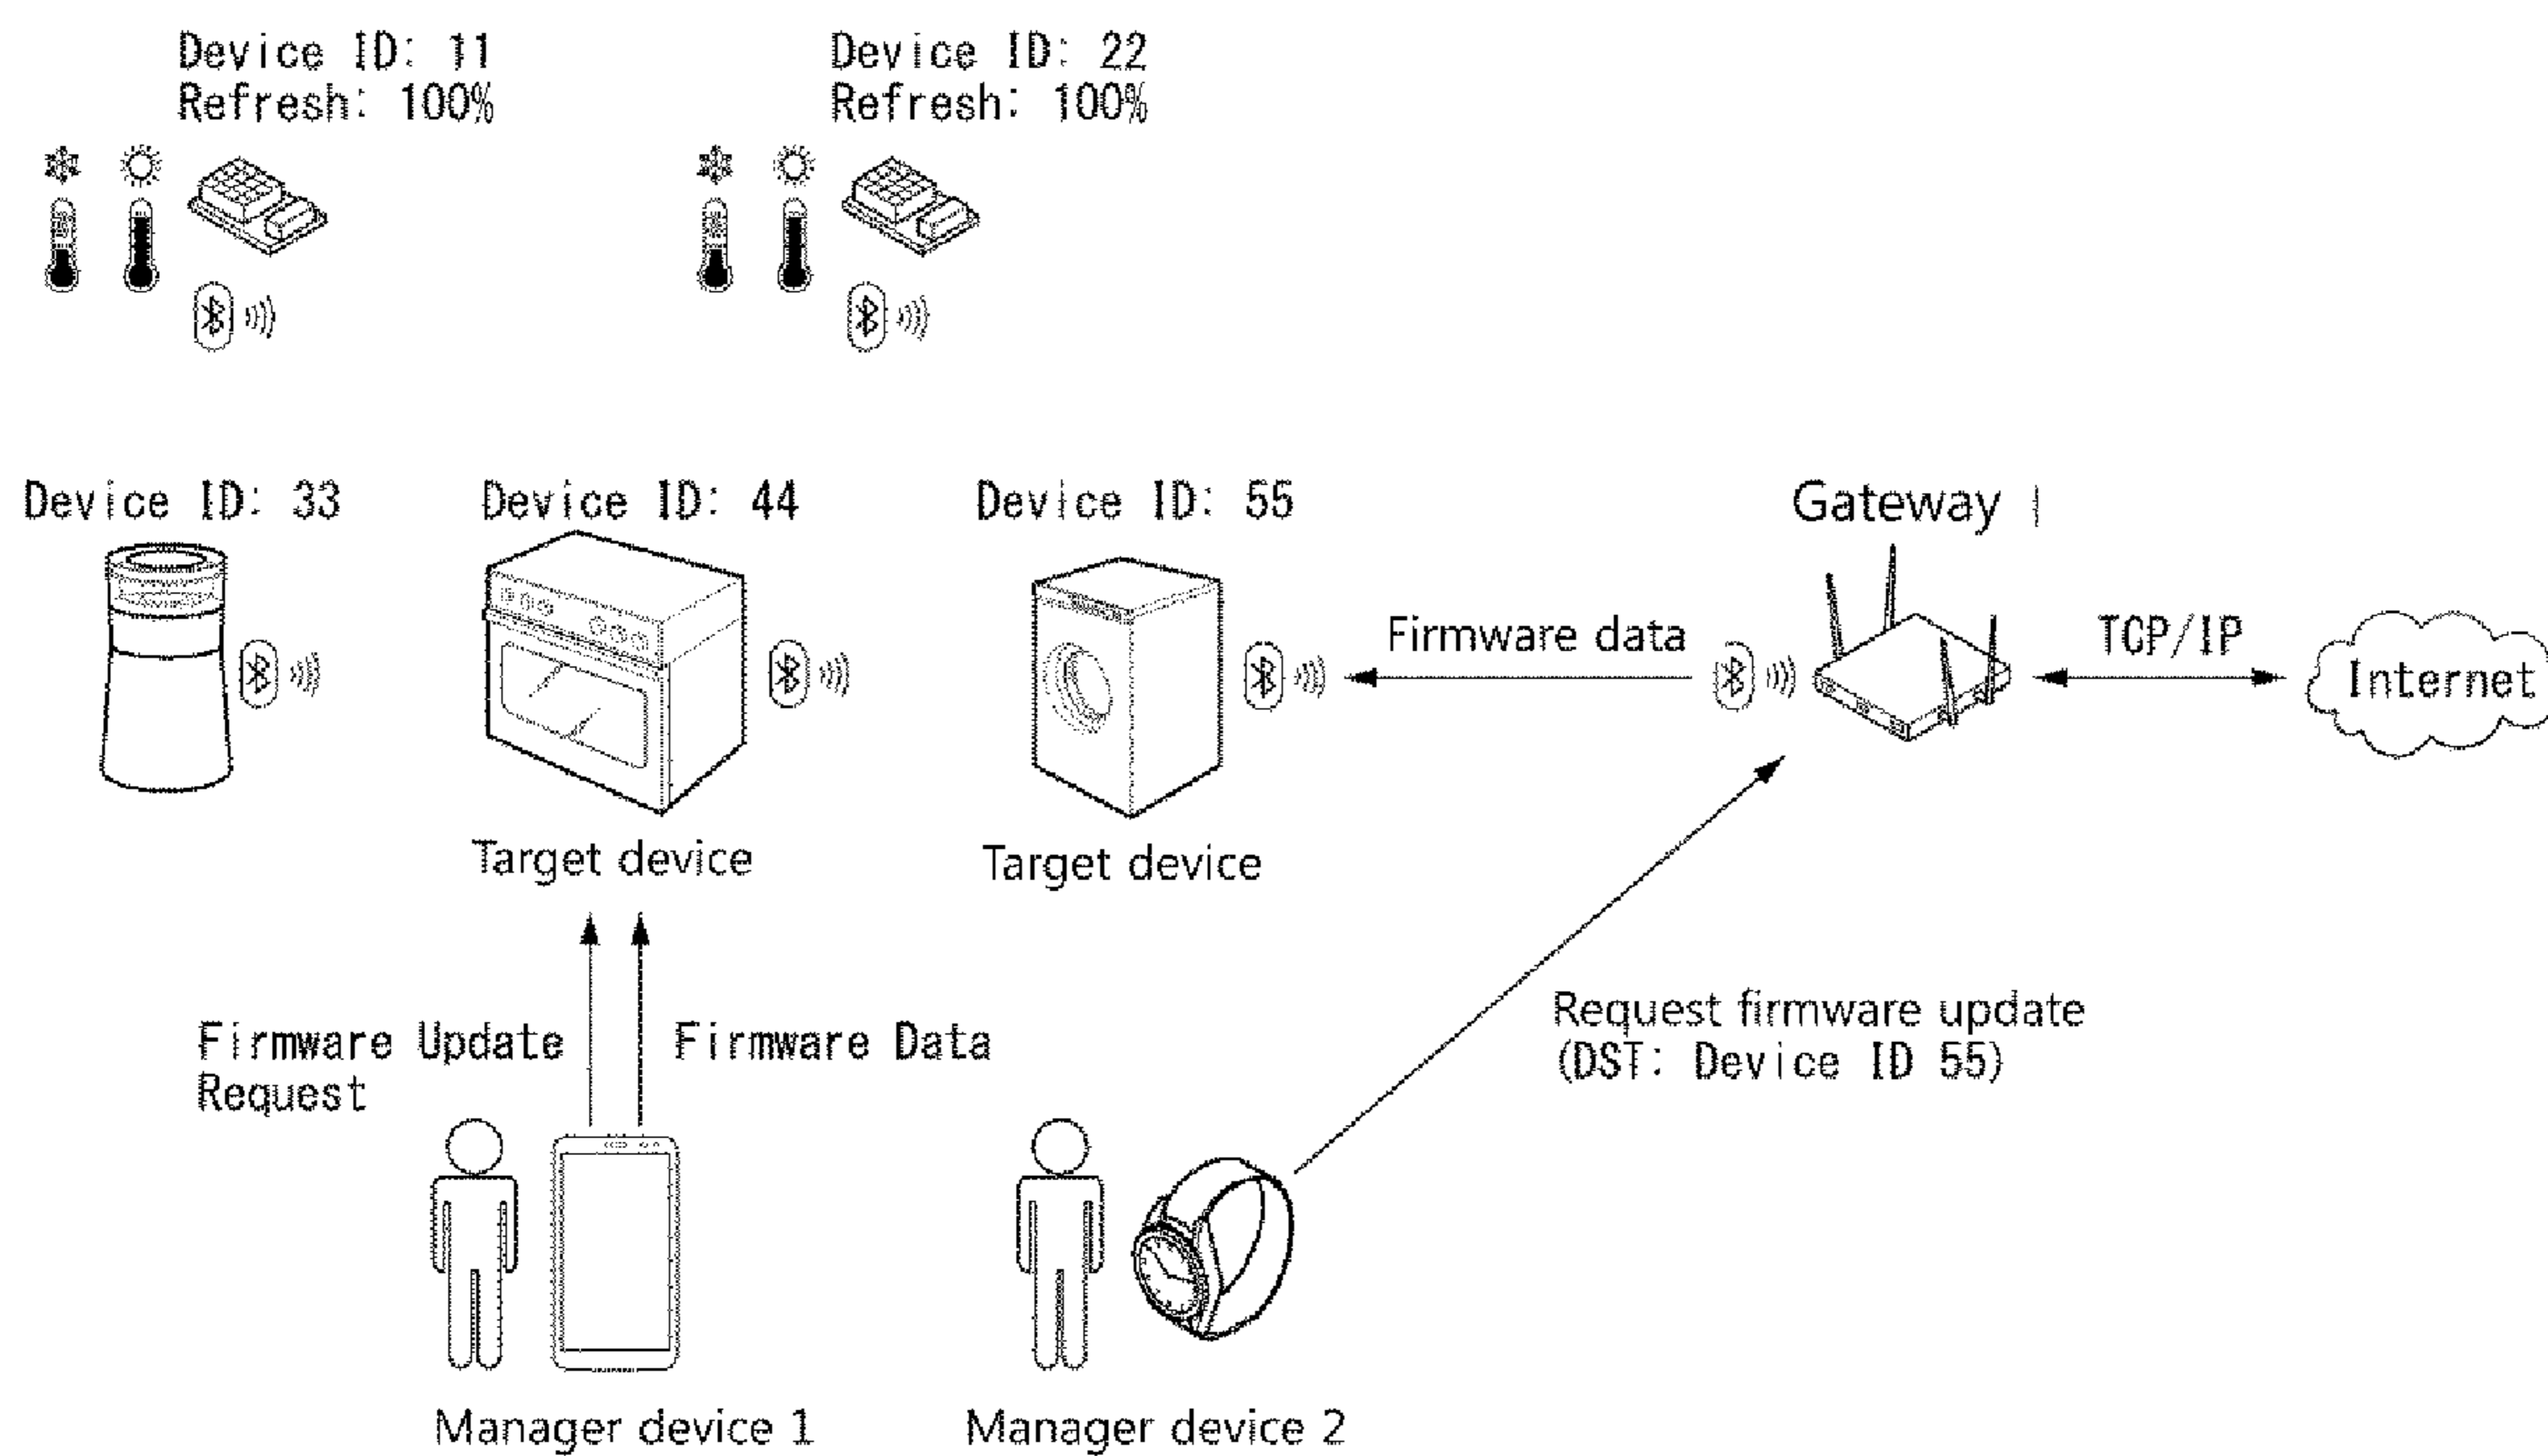 Device ID: 11
Refresh: 100%
Device ID: 22
Refresh: 100%
Device ID: 33
Device ID: 44
Device ID: 55
Gateway 1
Firmware data
TCP/IP
Internet
Target device
Target device
Firmware Update
Request
Firmware Data
Request firmware update
(DST: Device ID 55)
Manager device 1
Manager device 2